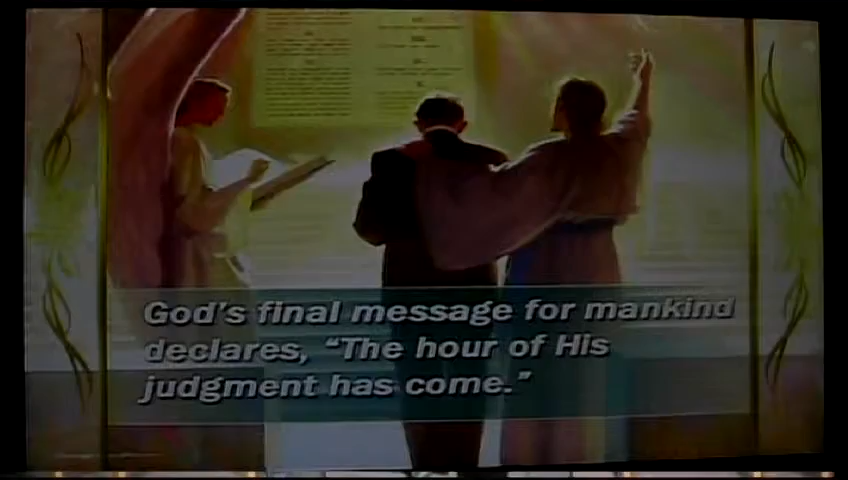 God's final message for mankind
declares, "The hour of His
judgment has come."